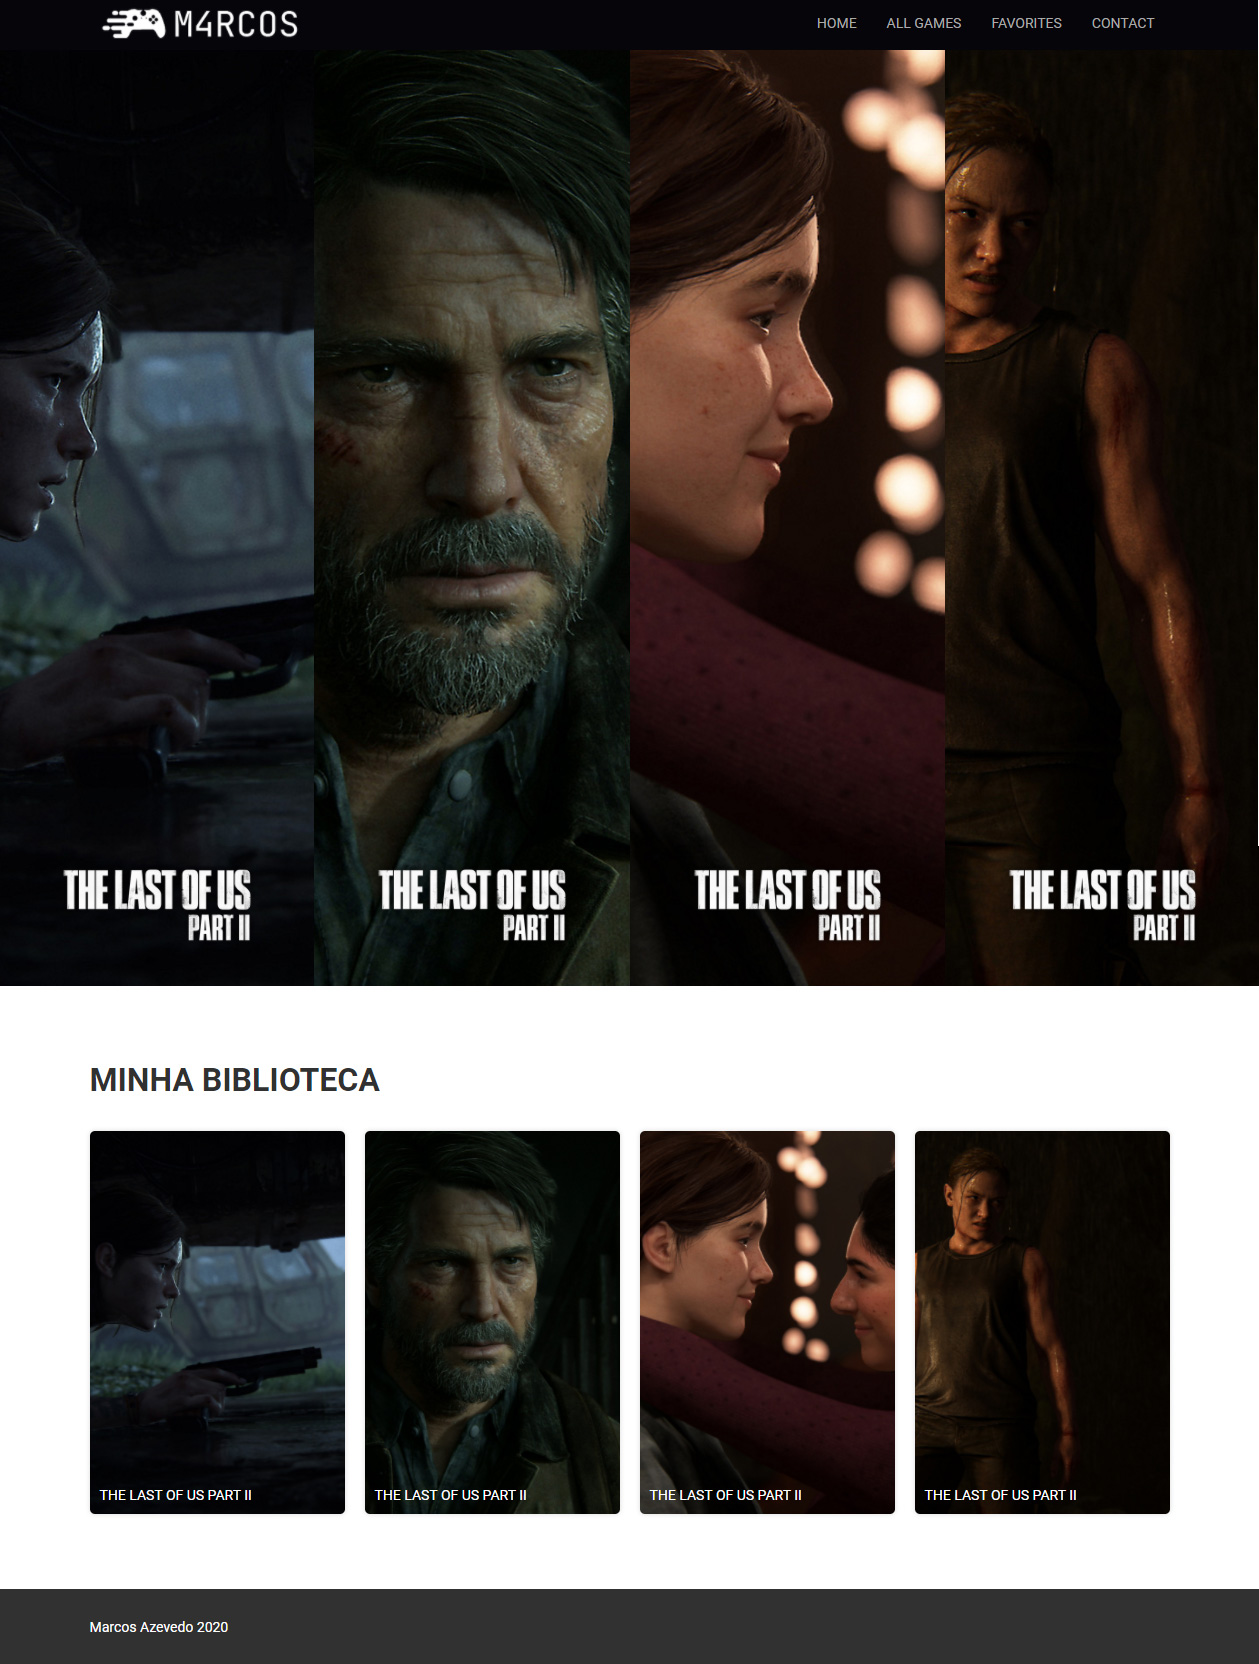 M4RCOS
HOME ALL GAMES FAVORITES CONTACT
THE LAST OF US
PART II
THE LAST OF US
PART II
THE LAST OF US
PART II
THE LAST OF US
PART II
MINHA BIBLIOTECA
THE LAST OF US PART II
THE LAST OF US PART II
THE LAST OF US PART II
THE LAST OF US PART II
Marcos Azevedo 2020